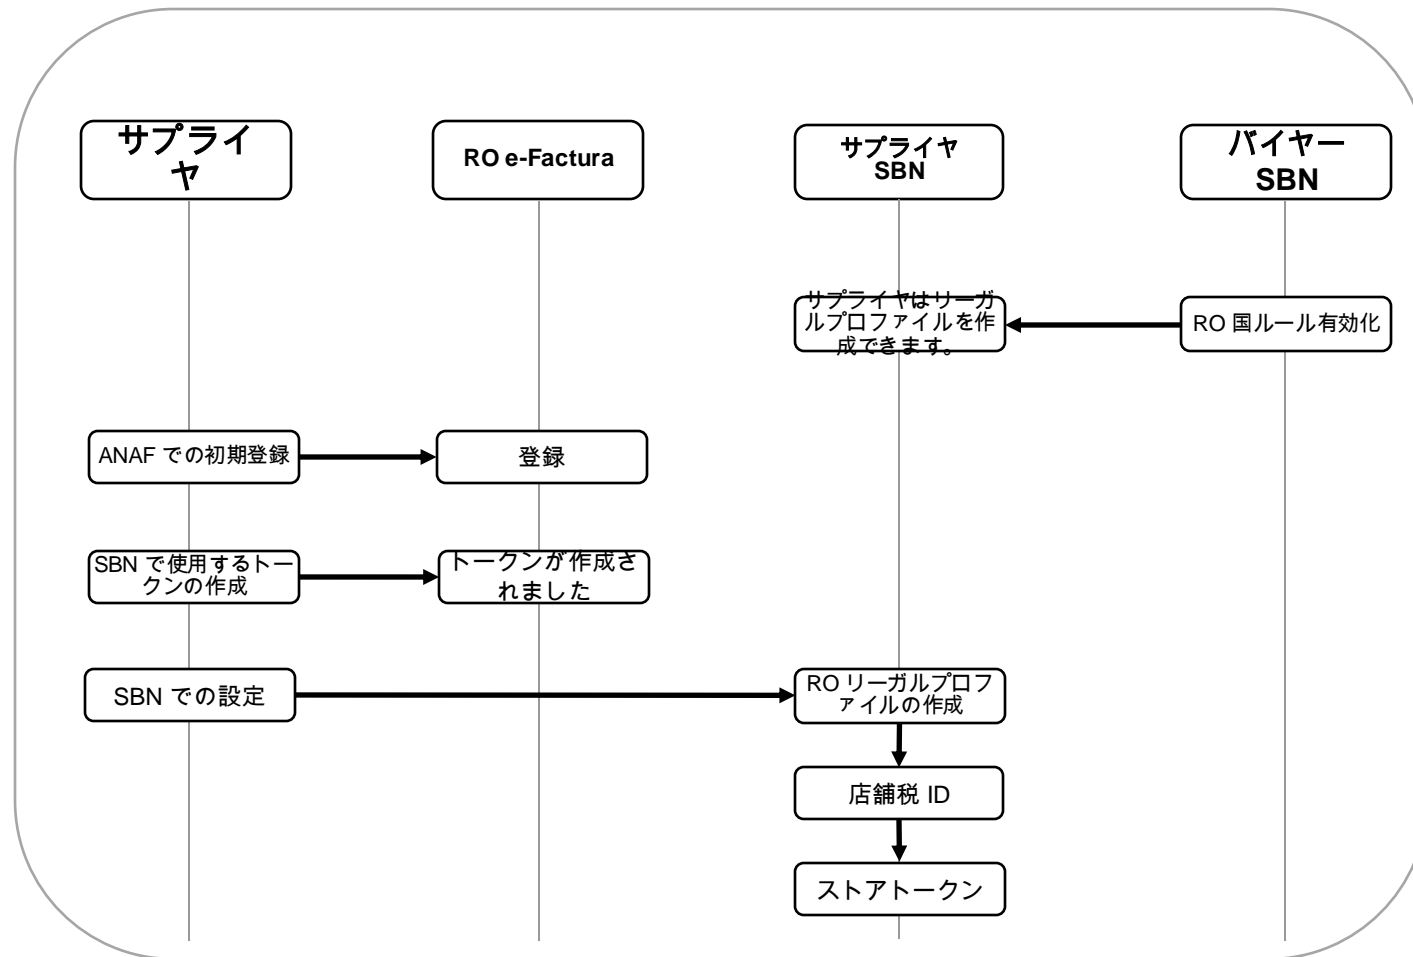 サプライ
ヤ
RO e-Factura
サプライヤ
SBN
バイヤー
SBN
サプライヤはリーガ
ルプロファイルを作
成できます。
RO 国ルール有効化
ANAF での初期登録
登録
SBN で使用するトー
クンの作成
トークンが作成さ
れました
SBN での設定
RO リーガルプロフ
ァイルの作成
店舗税 ID
ストアトークン